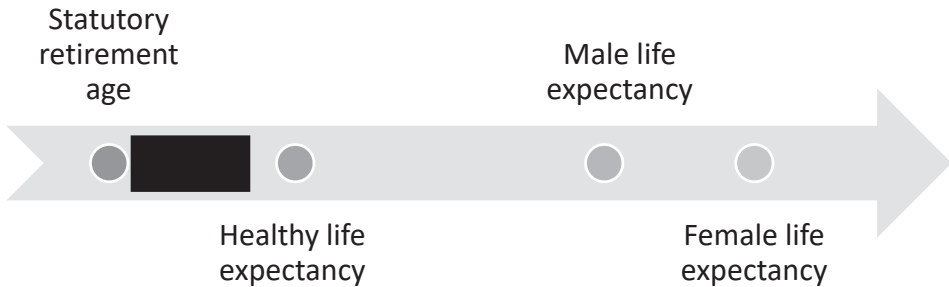 Statutory
retirement
age
Male life
expectancy
Healthy life
expectancy
Female life
expectancy